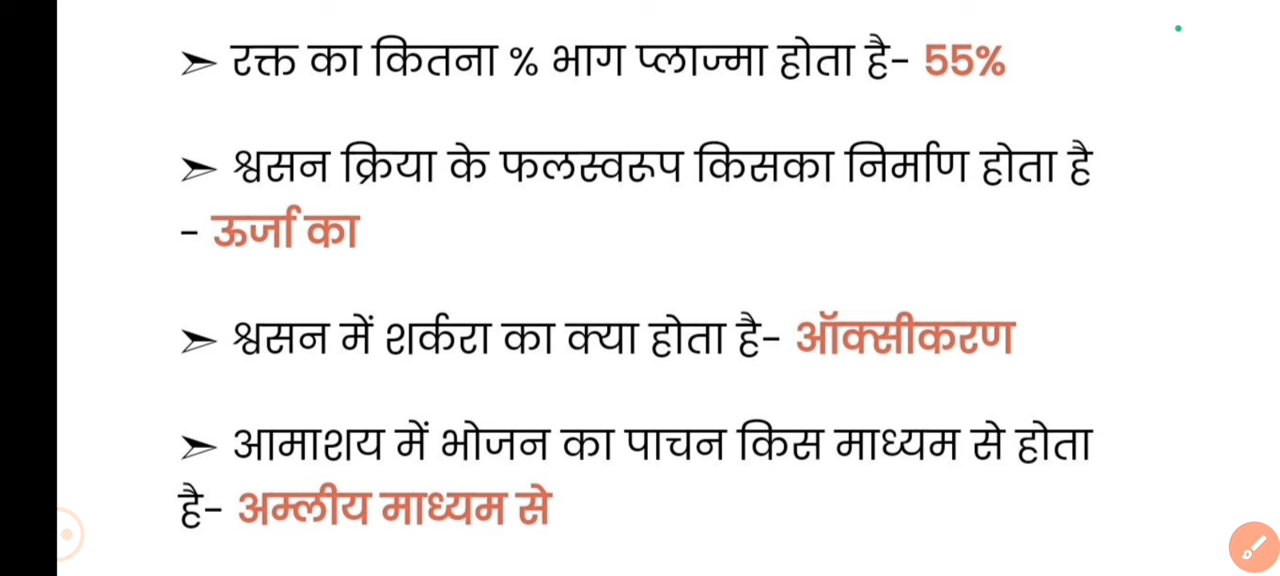 ➢ रक्त का कितना % भाग प्लाज्मा होता है- 55%
➢ श्वसन क्रिया के फलस्वरूप किसका निर्माण होता है
- ऊर्जा का
➢ श्वसन में शर्करा का क्या होता है- ऑक्सीकरण
➢ आमाशय में भोजन का पाचन किस माध्यम से होता
है- अम्लीय माध्यम से